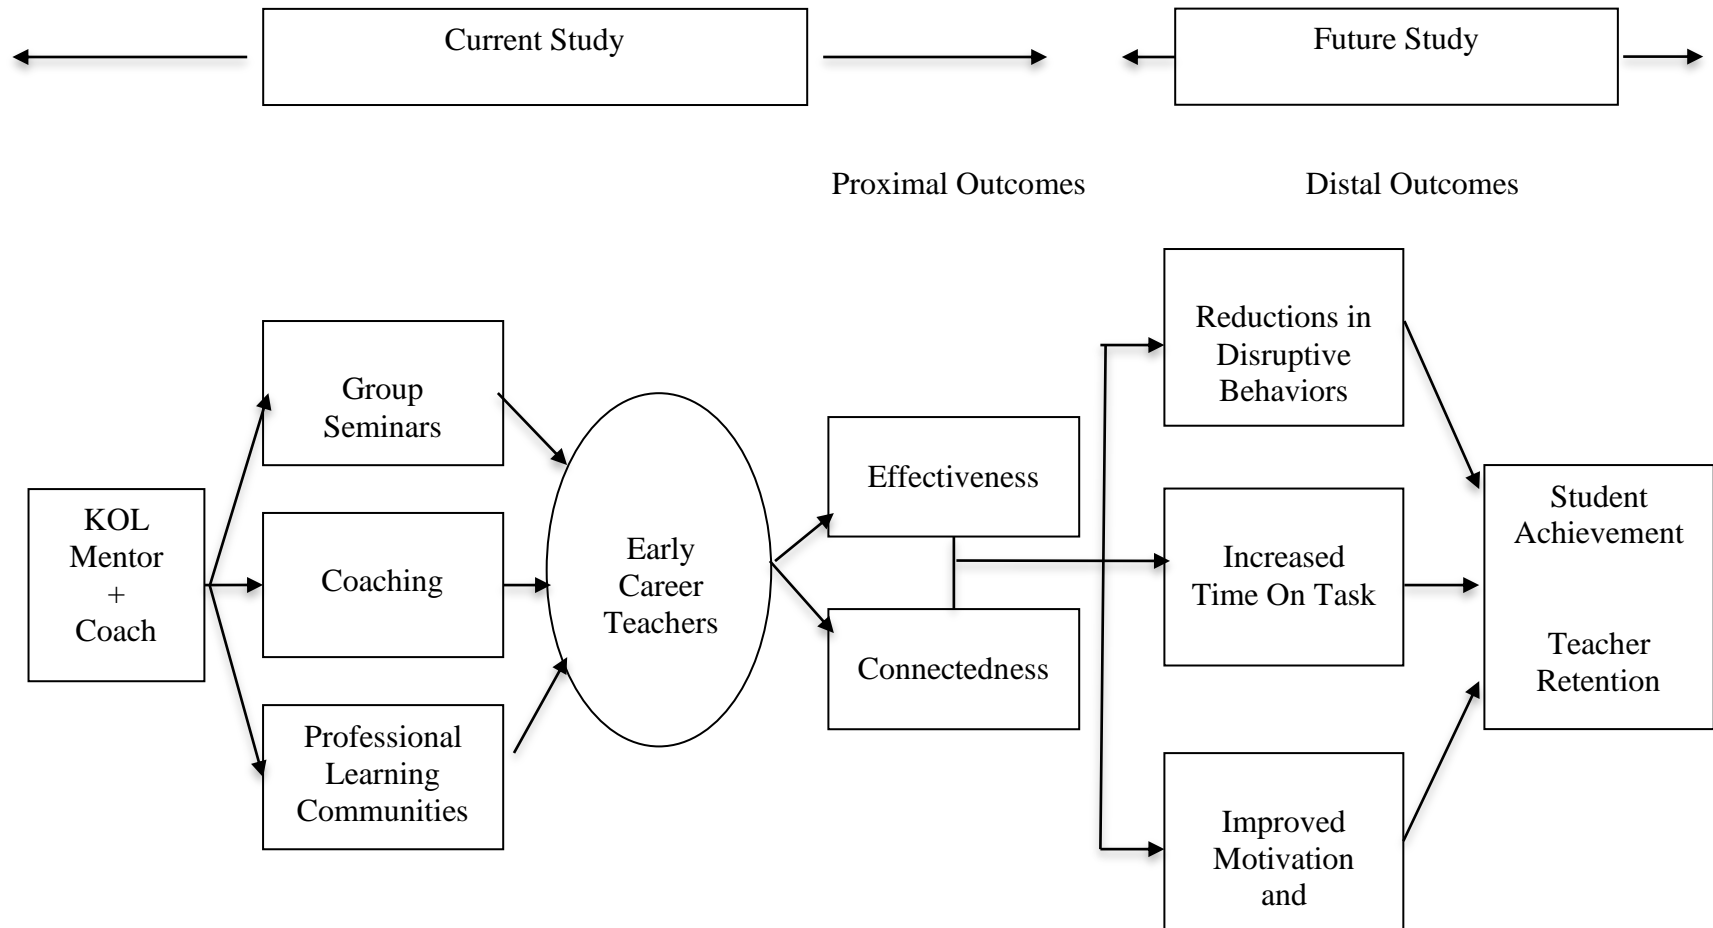 Current Study
Future Study
Proximal Outcomes
Distal Outcomes
KOL
Mentor
+
Coach
Group
Seminars
Coaching
Professional
Learning
Communities
Early
Career
Teachers
Effectiveness
Connectedness
Reductions in
Disruptive
Behaviors
Increased
Time On Task
Improved
Motivation
and
Student
Achievement
Teacher
Retention